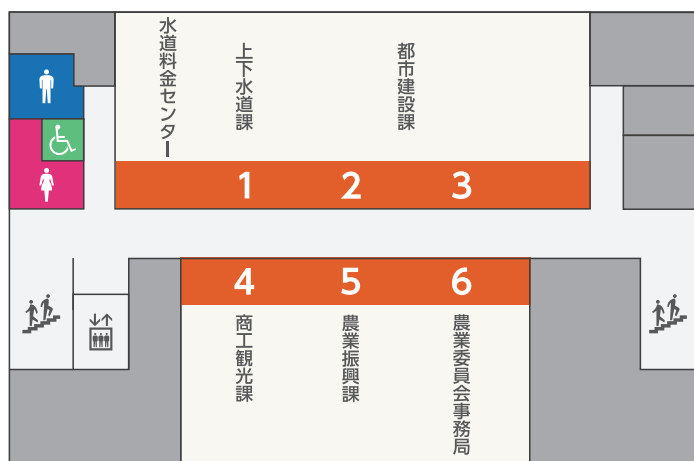 水道料金センター
上下水道課
都市建設課
1
2
3
4
5
6
商工観光課
農業振興課
農業委員会事務局